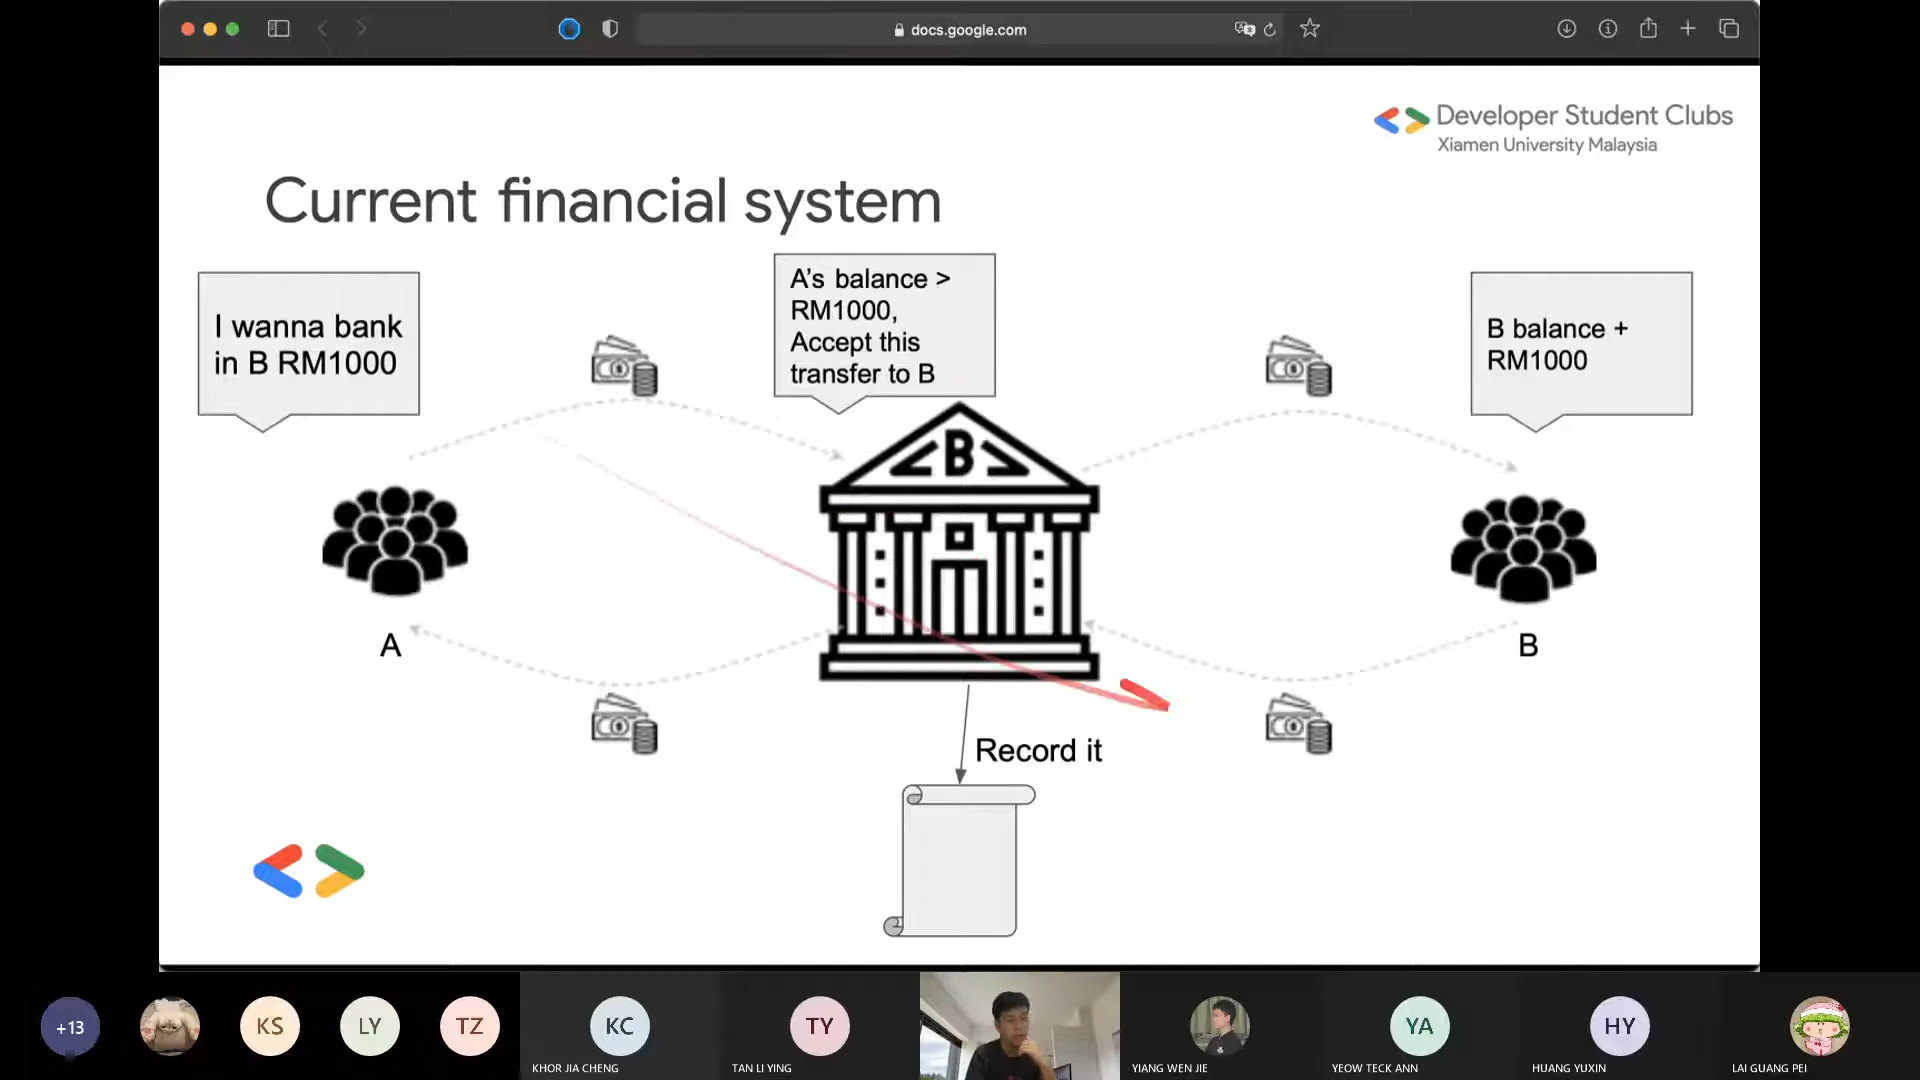 docs.google.com
Developer Student Clubs
Xiamen University Malaysia
Current financial system
I wanna bank
in B RM1000
A's balance >
RM1000,
Accept this
transfer to B
B balance +
RM1000
B
A
B
Record it
+13
KS
LY
TZ
KC
KHOR JIA CHENG
TY
TAN LI YING
YIANG WEN JIE
YA
YEOW TECK ANN
HY
HUANG YUXIN
LAI GUANG PEI